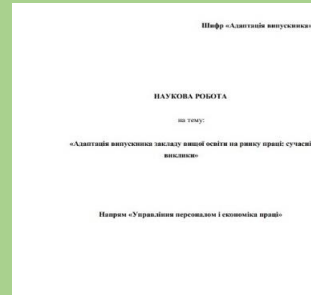 Шифр «Адаптація випускника»
НАУКОВА РОБОТА
на тему:
«Адаптація випускника закладу вищої освіти на ринку праці: сучасні
виклики»
Напрям «Управління персоналом і економіка праці»